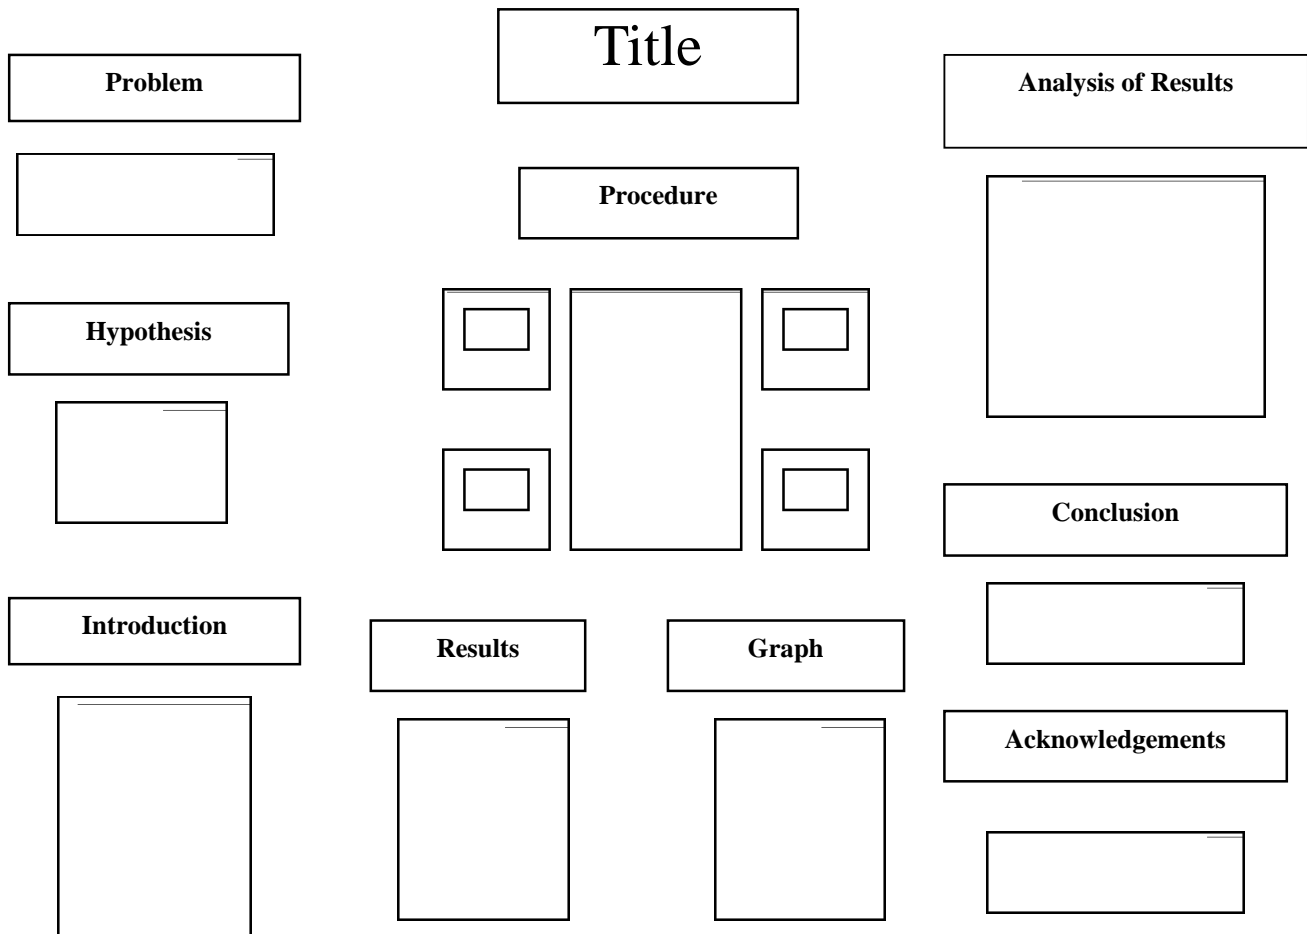 Title
Problem
Analysis of Results
Procedure
Hypothesis
Conclusion
Introduction
Results
Graph
Acknowledgements